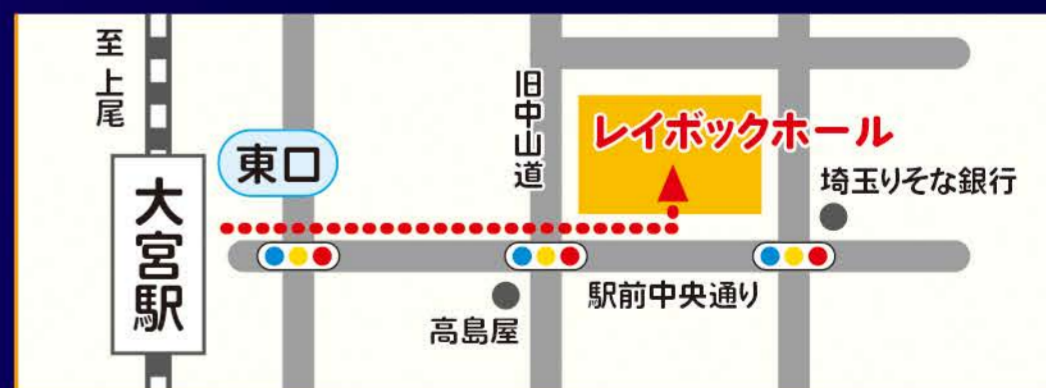 至上尾
大宮駅
東口
旧中山道
レイボックホール
埼玉りそな銀行
駅前中央通り
高島屋